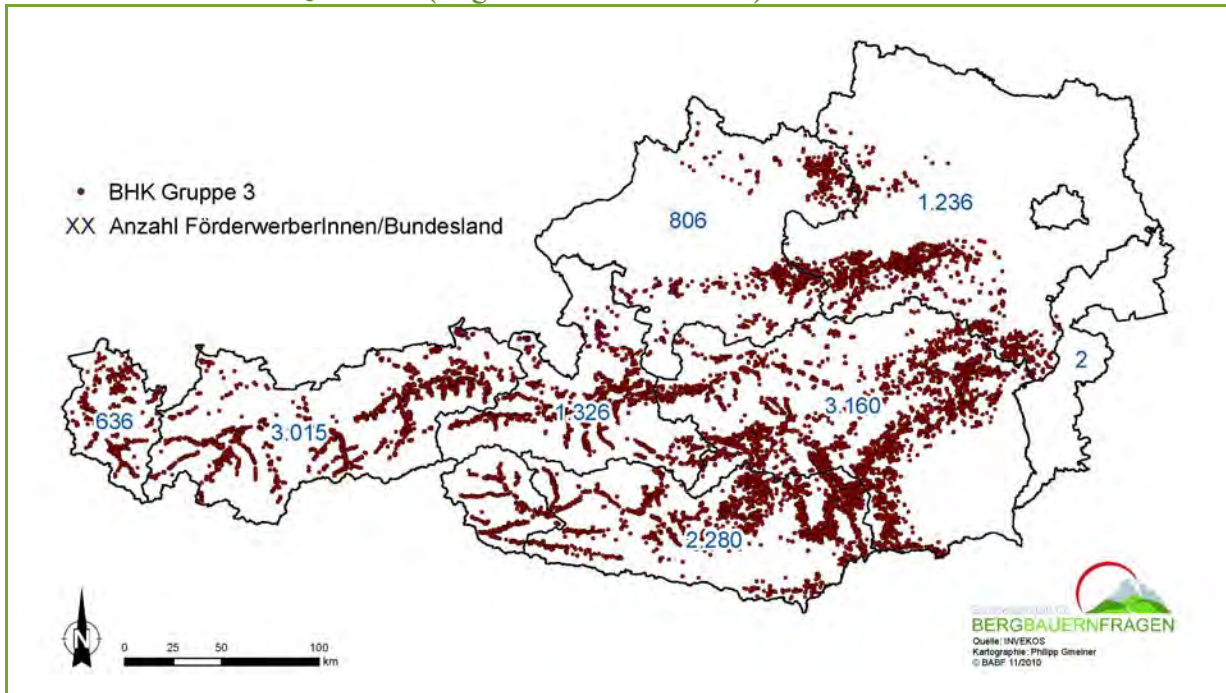 BHK Gruppe 3
XX Anzahl FörderwerberInnen/Bundesland
806
1.236
2
636
3.015
1.326
3.160
2.280
N
0 25 50 100
km
BERGBAUERNFRAGEN
Quelle: INVEKOS
Kartographie: Philipp Gmeiner
© BABF 11/2010